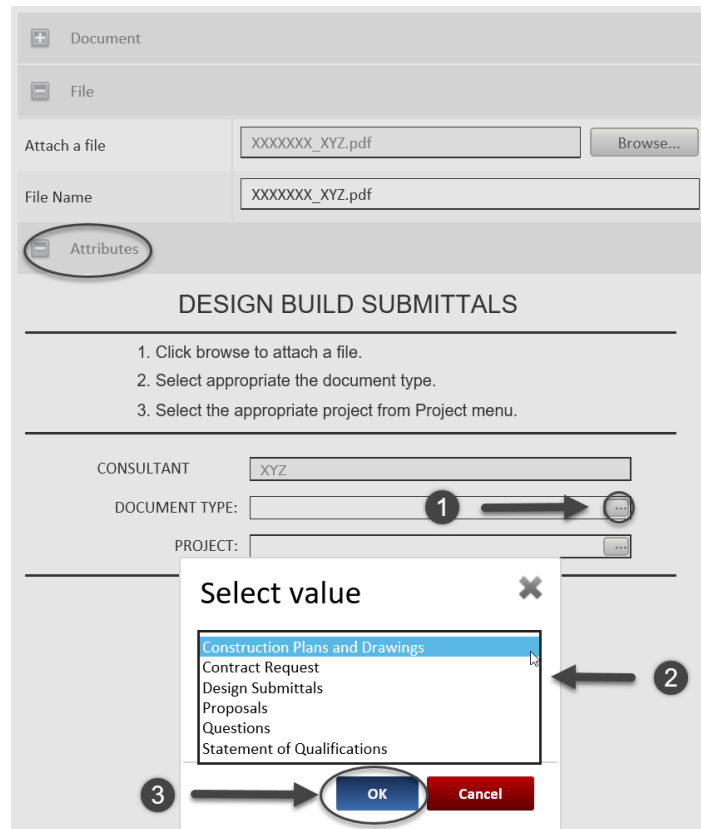 Document
File
Attach a file XXXXXXX_XYZ.pdf Browse...
File Name XXXXXXX_XYZ.pdf
Attributes
DESIGN BUILD SUBMITTALS
1. Click browse to attach a file.
2. Select appropriate the document type.
3. Select the appropriate project from Project menu.
CONSULTANT XYZ
DOCUMENT TYPE: 1 ...
PROJECT: ...
Select value
Construction Plans and Drawings
Contract Request
Design Submittals
2
Proposals
Questions
Statement of Qualifications
3 OK Cancel